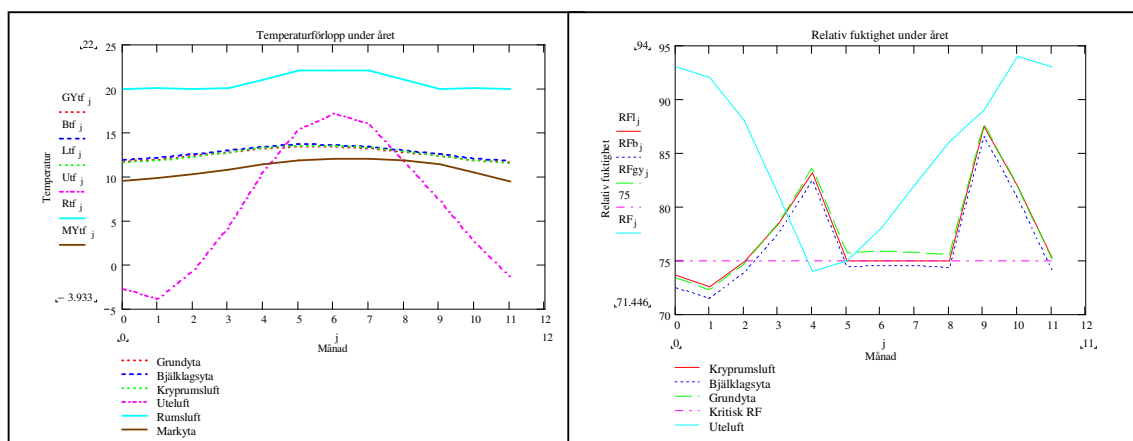 Temperaturförlopp under året
22
25
20
15
10
5
0
−5
− 3.933
GYtf j
Btf j
Ltf j
Utf j
Rtf j
MYtf j
Temperatur
0 1 2 3 4 5 6 7 8 9 10 11 12
0 j 12
Månad
Grundyta
Bjälklagsyta
Kryprumsluft
Uteluft
Rumsluft
Markyta
Relativ fuktighet under året
94
95
90
85
80
75
70
71.446
RFl j
RFb j
RFgy j
75
RF j
Relativ fuktighet
0 1 2 3 4 5 6 7 8 9 10 11 12
0 j 11
Månad
Kryprumsluft
Bjälklagsyta
Grundyta
Kritisk RF
Uteluft